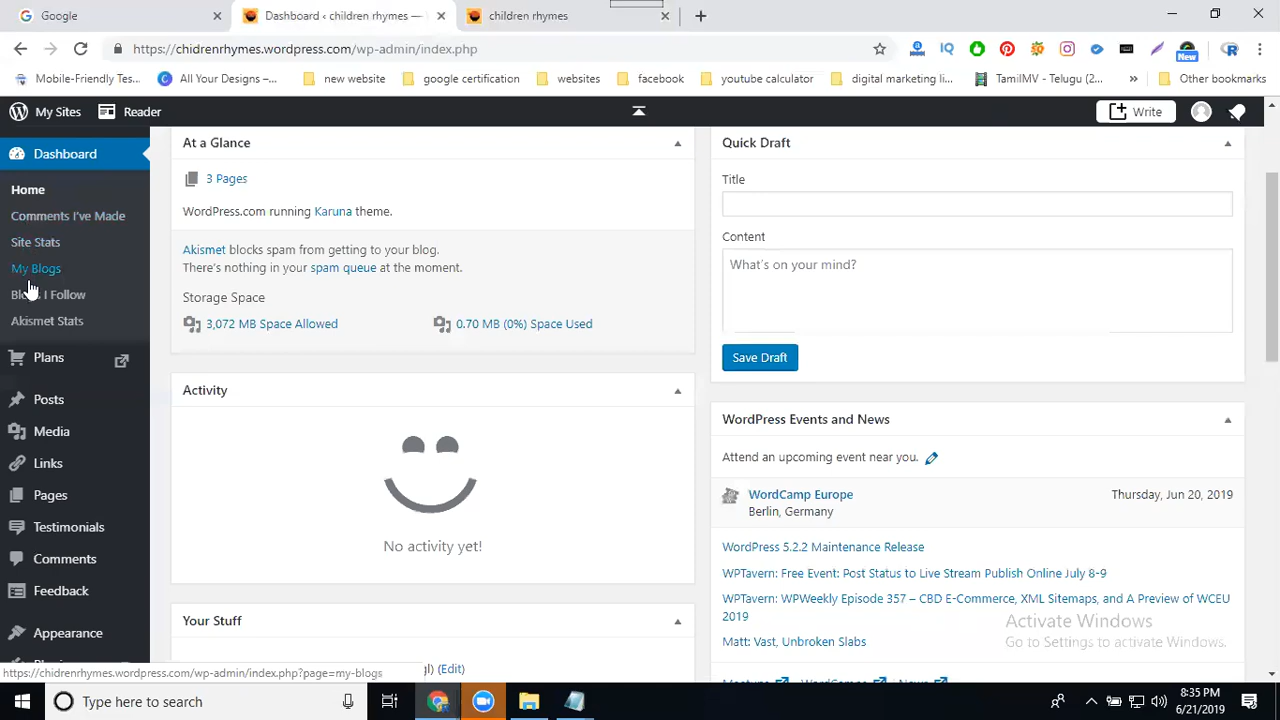 Google
Dashboard ‹ children rhymes —
children rhymes
https://chidrenrhymes.wordpress.com/wp-admin/index.php
Mobile-Friendly Tes...
All Your Designs –...
new website
google certification
websites
facebook
youtube calculator
digital marketing li...
TamilMV - Telugu (2...
Other bookmarks
IQ
New
My Sites
Reader
Write
Dashboard
Home
Comments I've Made
Site Stats
My Blogs
I Follow
Akismet Stats
Plans
Posts
Media
Links
Pages
Testimonials
Comments
Feedback
Appearance
At a Glance
3 Pages
WordPress.com running Karuna theme.
Akismet blocks spam from getting to your blog.
There's nothing in your spam queue at the moment.
Storage Space
3,072 MB Space Allowed
0.70 MB (0%) Space Used
Activity
No activity yet!
Your Stuff
(Edit)
Quick Draft
Title
Content
What's on your mind?
Save Draft
WordPress Events and News
Attend an upcoming event near you.
WordCamp Europe
Thursday, Jun 20, 2019
Berlin, Germany
WordPress 5.2.2 Maintenance Release
WPTavern: Free Event: Post Status to Live Stream Publish Online July 8-9
WPTavern: WPWeekly Episode 357 – CBD E-Commerce, XML Sitemaps, and A Preview of WCEU
2019
Matt: Vast, Unbroken Slabs
Activate Windows
Go to Settings to activate Windows.
https://chidrenrhymes.wordpress.com/wp-admin/index.php?page=my-blogs
Type here to search
8:35 PM
6/21/2019